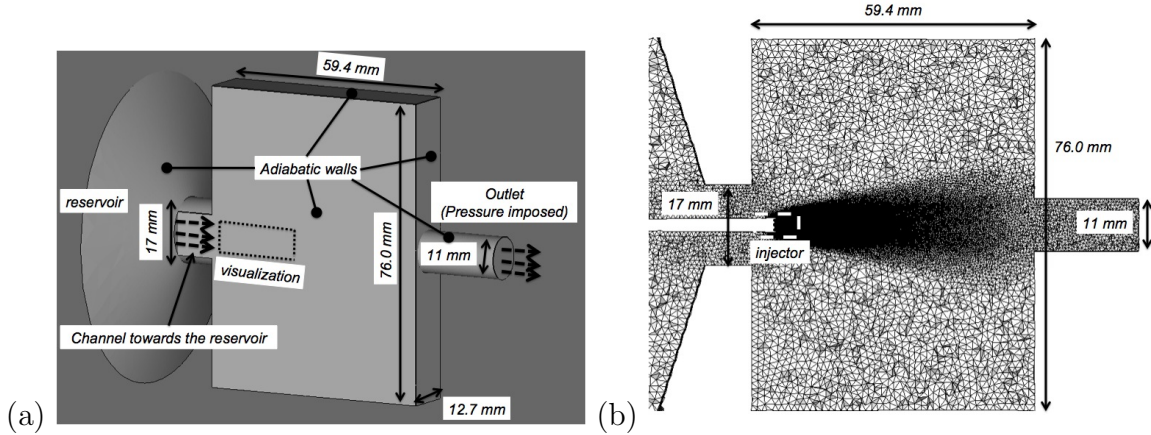 59.4 mm
Adiabatic walls
reservoir
17 mm
Outlet
(Pressure imposed)
11 mm
76.0 mm
visualization
Channel towards the reservoir
12.7 mm
(a)
59.4 mm
76.0 mm
17 mm
11 mm
injector
(b)